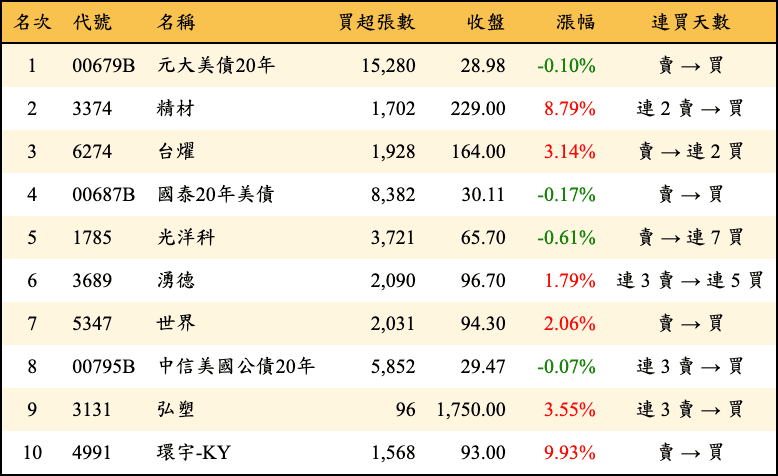 名次 代號 名稱 買超張數 收盤 漲幅 連買天數
1 00679B 元大美債20年 15,280 28.98 -0.10% 賣 → 買
2 3374 精材 1,702 229.00 8.79% 連 2 賣 → 買
3 6274 台燿 1,928 164.00 3.14% 賣 → 連 2 買
4 00687B 國泰20年美債 8,382 30.11 -0.17% 賣 → 買
5 1785 光洋科 3,721 65.70 -0.61% 賣 → 連 7 買
6 3689 湧德 2,090 96.70 1.79% 連 3 賣 → 連 5 買
7 5347 世界 2,031 94.30 2.06% 賣 → 買
8 00795B 中信美國公債20年 5,852 29.47 -0.07% 連 3 賣 → 買
9 3131 弘塑 96 1,750.00 3.55% 連 3 賣 → 買
10 4991 環宇-KY 1,568 93.00 9.93% 賣 → 買